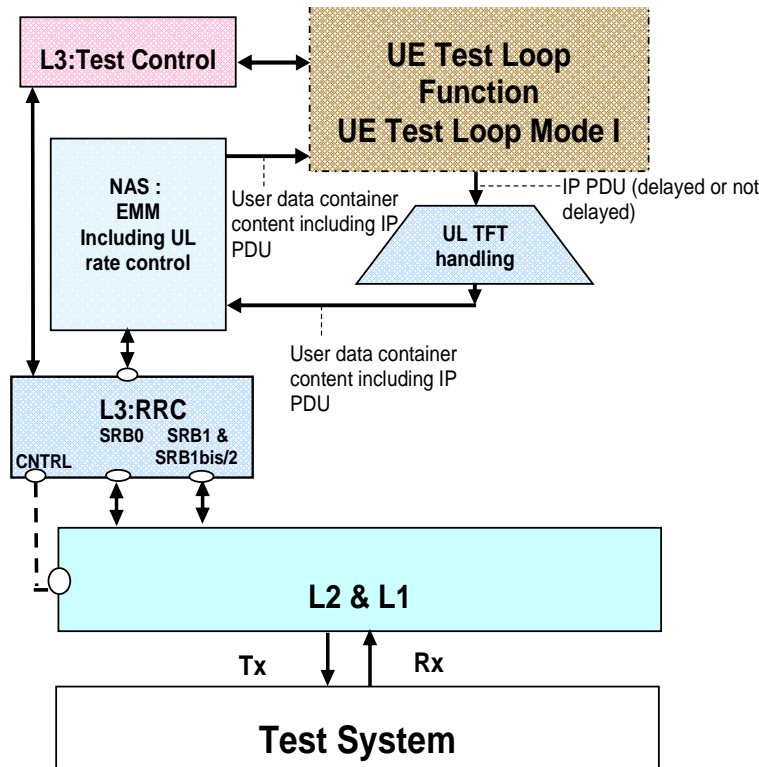 L3:Test Control
UE Test Loop
Function
UE Test Loop Mode I
NAS :
EMM
Including UL
rate control
User data container
content including IP
PDU
IP PDU (delayed or not
delayed)
UL TFT
handling
User data container
content including IP
PDU
L3:RRC
SRB0
SRB1 &
SRB1bis/2
CNTRL
L2 & L1
Tx
Rx
Test System